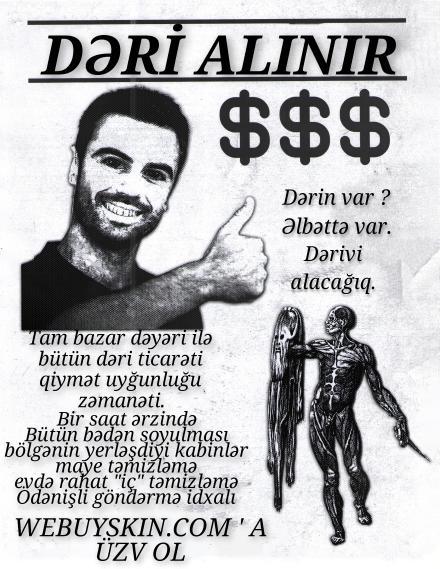 DƏRİ ALINIR
$$$
Dərin var ?
Əlbəttə var.
Dərivi
alacağıq.
Tam bazar dəyəri ilə
bütün dəri ticarəti
qiymət uyğunluğu
zəmanəti.
Bir saat ərzində
Bütün bədən soyulması
bölgənin yerləşdiyi kabinlər
maye təmizləmə
evdə rahat "iç" təmizləmə
Ödənişli göndərmə idxalı
WEBUYSKIN.COM ' A
ÜZV OL